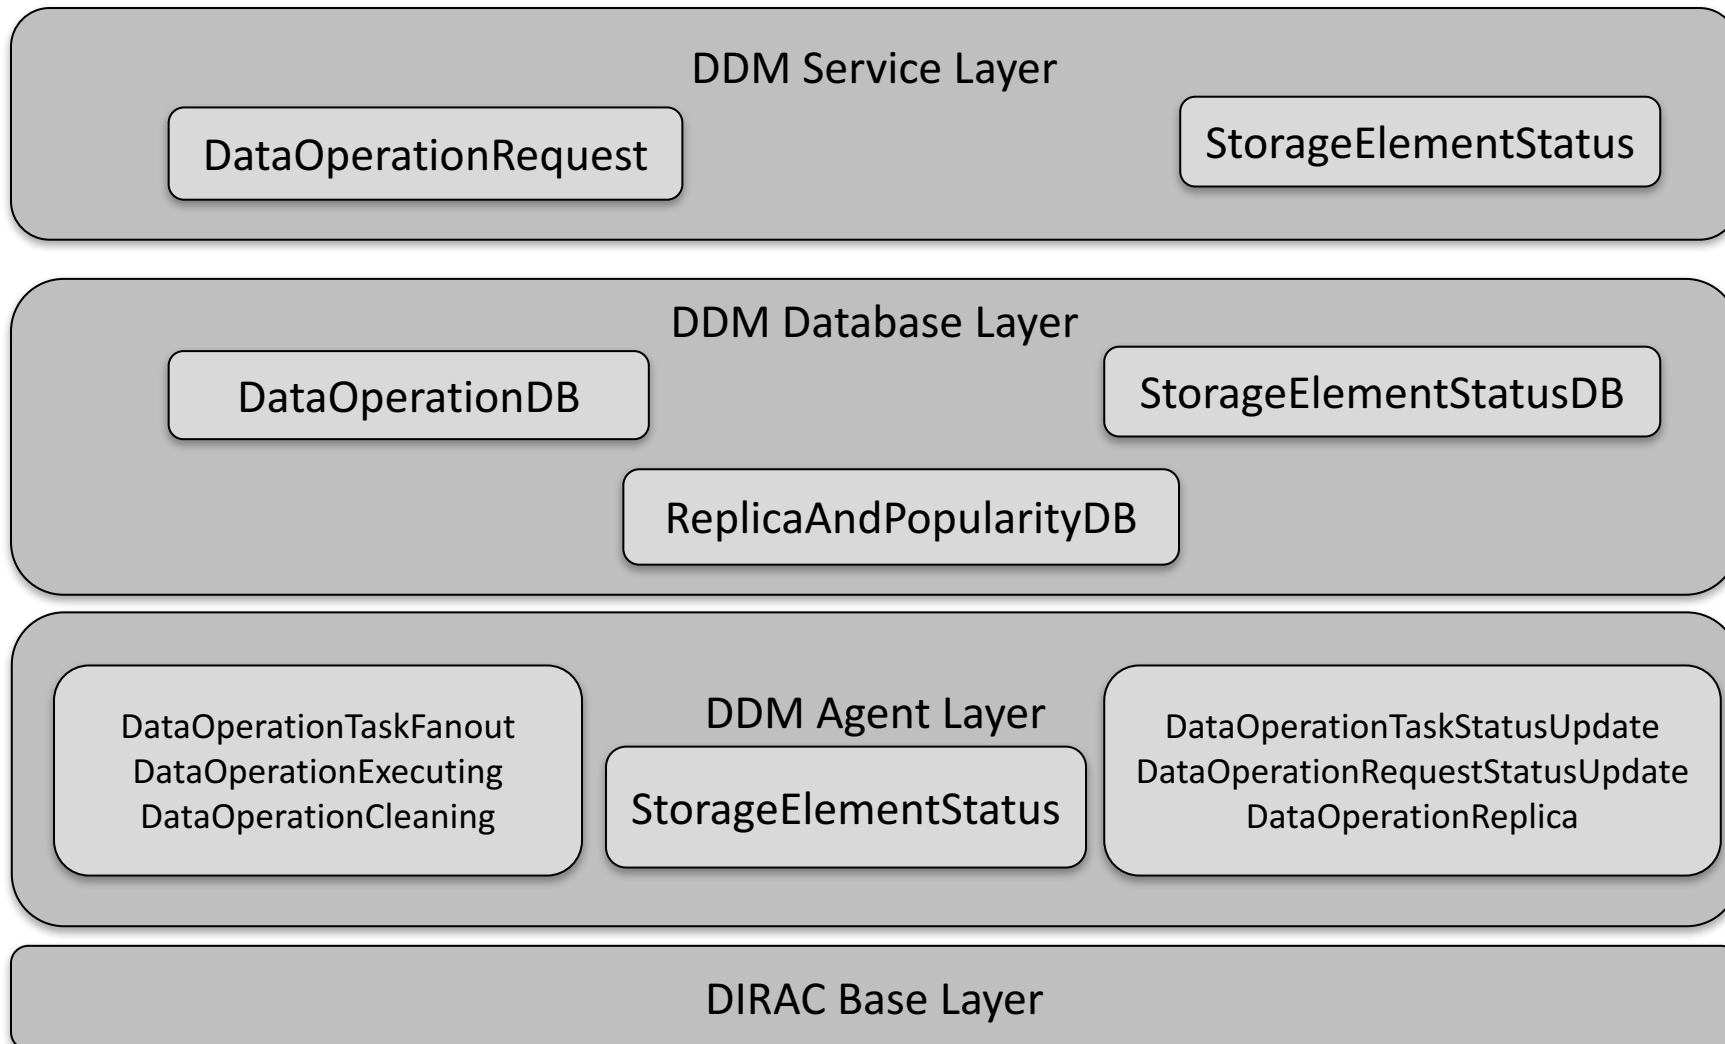 DDM Service Layer
DataOperationRequest
StorageElementStatus
DDM Database Layer
DataOperationDB
StorageElementStatusDB
ReplicaAndPopularityDB
DDM Agent Layer
DataOperationTaskFanout
DataOperationExecuting
DataOperationCleaning
StorageElementStatus
DataOperationTaskStatusUpdate
DataOperationRequestStatusUpdate
DataOperationReplica
DIRAC Base Layer